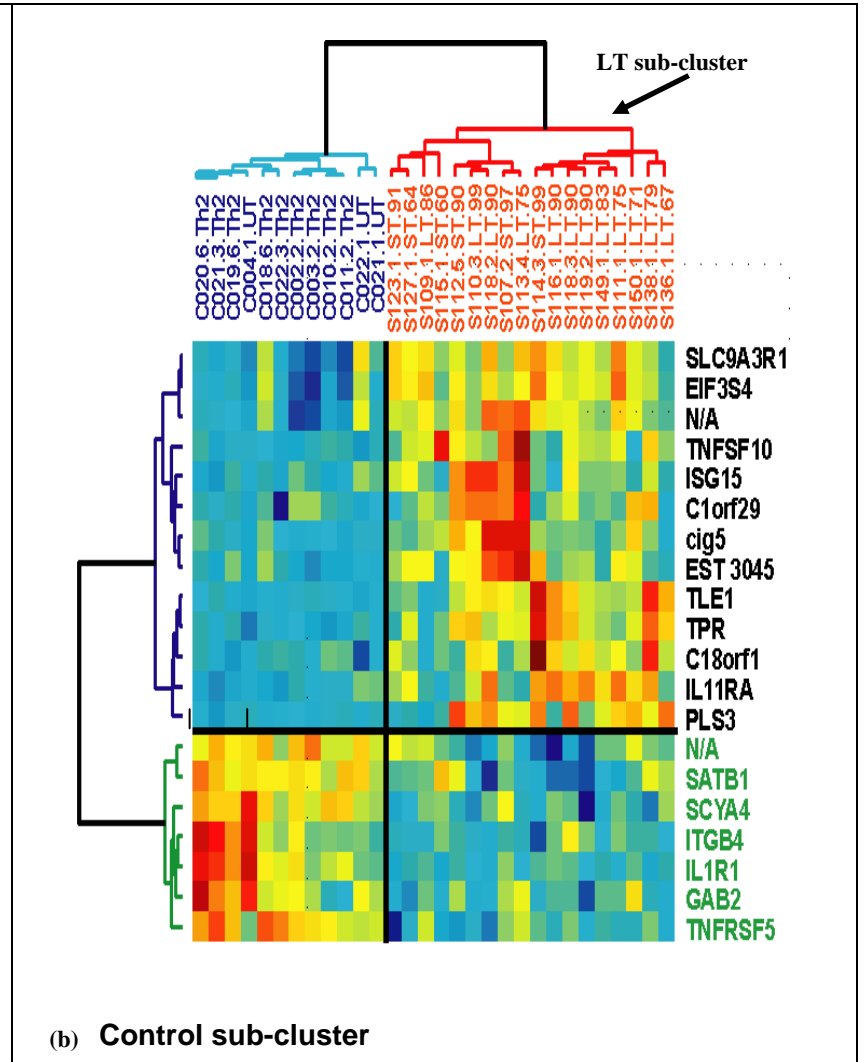 LT sub-cluster
C020.6. Th2
C021.3. Th2
C019.6. Th2
C004.1 .UT
C018.6. Th2
C022.3. Th2
C002.2. Th2
C003.2. Th2
C010.2. Th2
C011.2. Th2
C022.1. UT
C021.1. UT
S123.1.ST.91
S127.1.ST.64
S109.1.LT.86
S115.1.ST.60
S112.5.ST.90
S110.3.LT.99
S118.2.LT.90
S107.2.ST.97
S113.4.LT.75
S114.3.ST.99
S116.1.LT.90
S118.3.LT.90
S119.2.LT.90
S149.1.LT.83
S111.1.LT.75
S150.1.LT.71
S138.1.LT.79
S136.1.LT.67
SLC9A3R1
EIF3S4
N/A
TNFSF10
ISG15
C1orf29
cig5
EST 3045
TLE1
TPR
C18orf1
IL11RA
PLS3
N/A
SATB1
SCYA4
ITGB4
IL1R1
GAB2
TNFRSF5
(b) Control sub-cluster